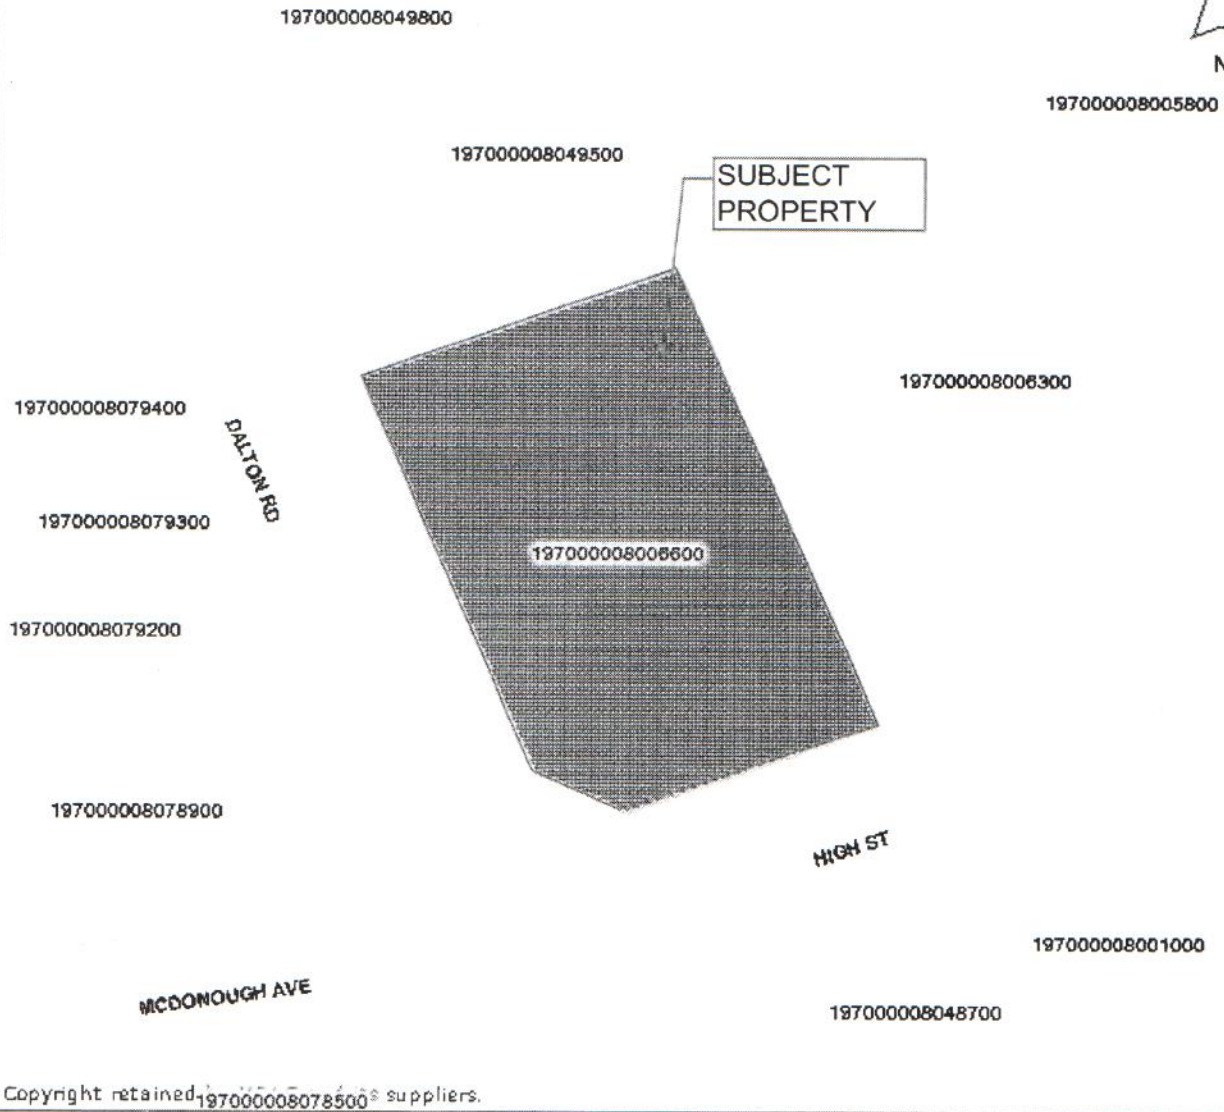 197000008049800
N
197000008005800
197000008049500
SUBJECT
PROPERTY
197000008006300
197000008079400
DALTON RD
197000008079300
197000008006600
197000008079200
197000008078900
HIGH ST
197000008001000
MCDONOUGH AVE
197000008048700
Copyright retained suppliers.
197000008078500